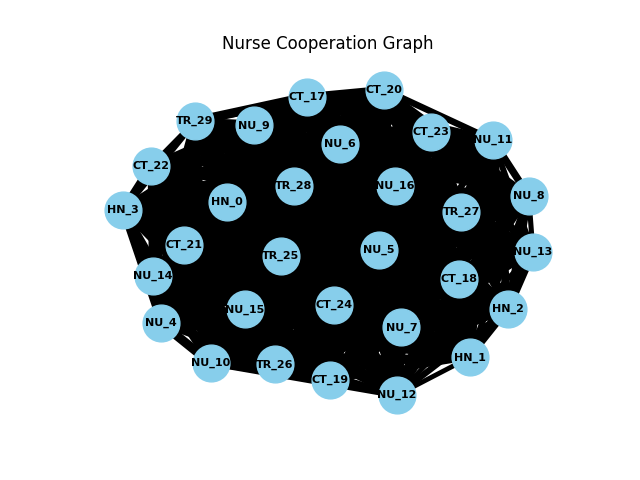 Nurse Cooperation Graph
CT_20
CT_17
TR_29
NU_9
CT_23
NU_11
NU_6
CT_22
TR_28
NU_16
NU_8
HN_0
HN_3
TR_27
CT_21
NU_5
NU_13
TR_25
NU_14
CT_18
CT_24
NU_15
HN_2
NU_4
NU_7
HN_1
NU_10
TR_26
CT_19
NU_12